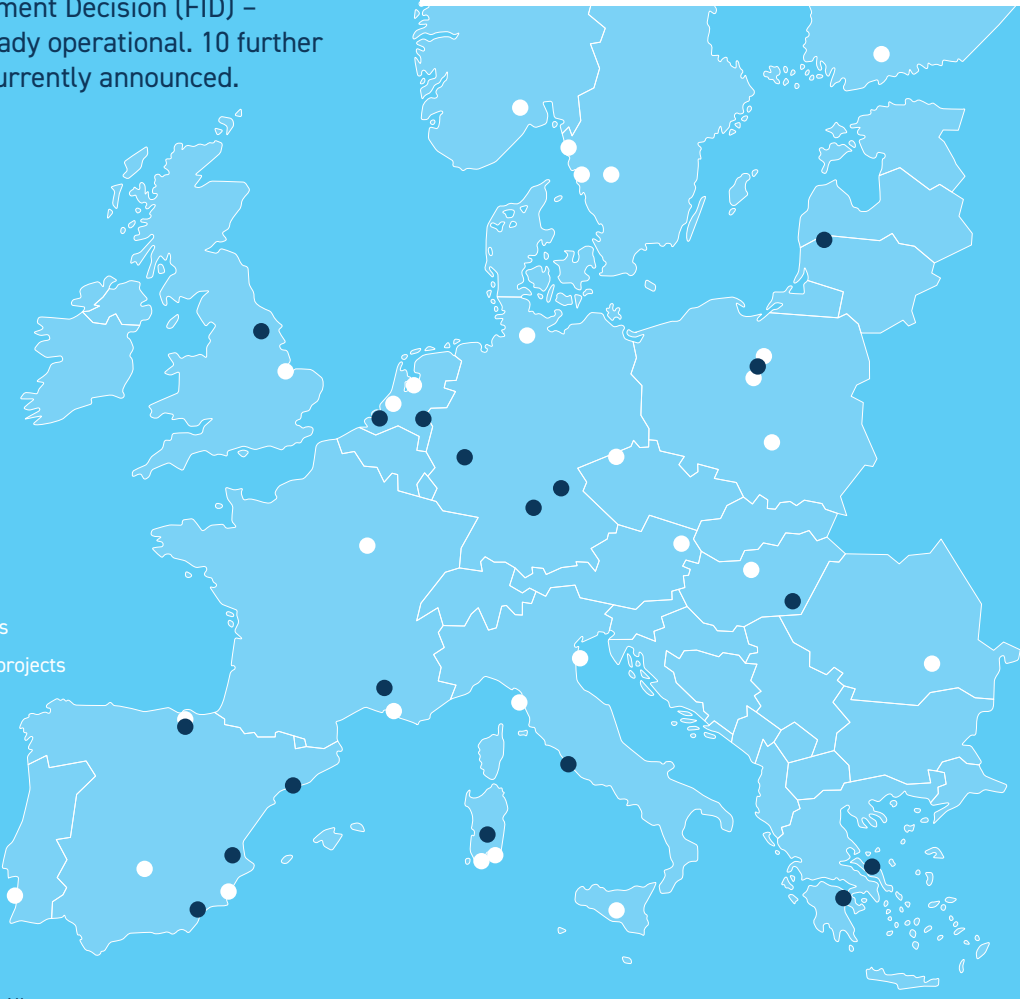 ment Decision (FID) –
ady operational. 10 further
urrently announced.
s
projects